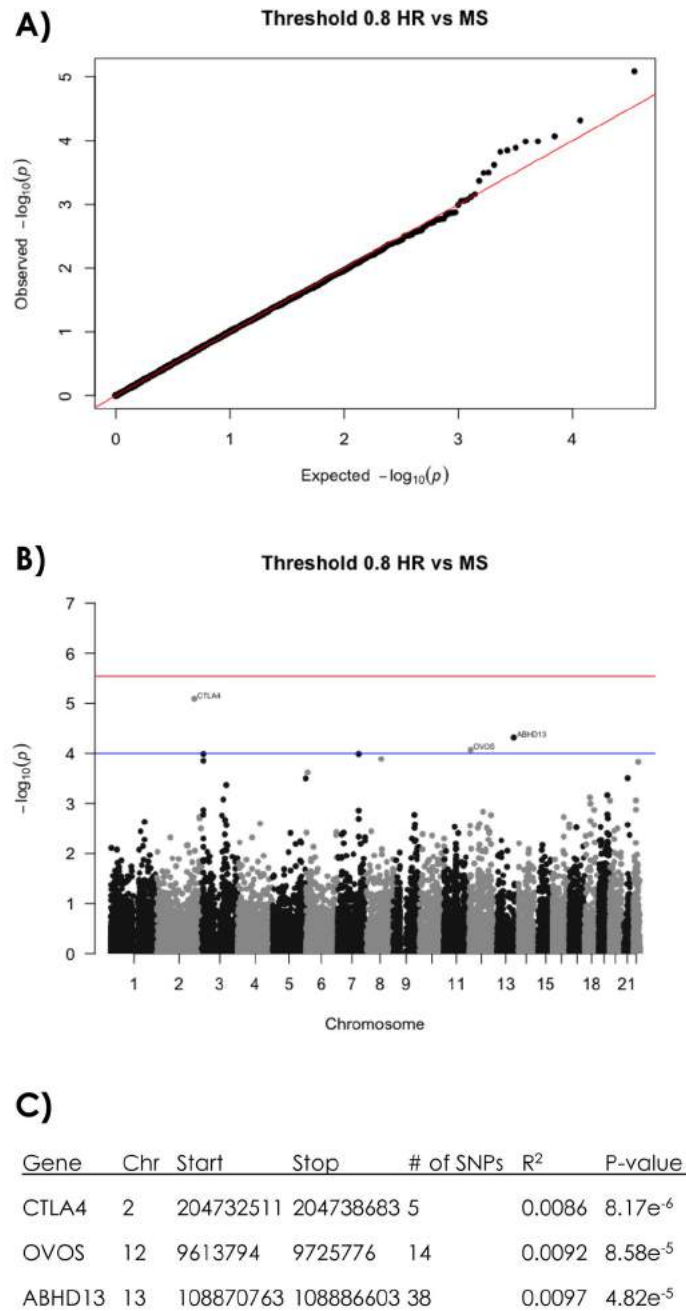 A)
Threshold 0.8 HR vs MS
5
4
3
2
1
0
Observed −log10(p)
0 1 2 3 4
Expected −log10(p)
B)
Threshold 0.8 HR vs MS
7
6
5
4
3
2
1
0
−log10(p)
CTLA4
ABHD13
OVOS
1 2 3 4 5 6 7 8 9 11 13 15 18 21
Chromosome
C)
Gene Chr Start Stop # of SNPs R² P-value
CTLA4 2 204732511 204738683 5 0.0086 8.17e⁻⁶
OVOS 12 9613794 9725776 14 0.0092 8.58e⁻⁵
ABHD13 13 108870763 108886603 38 0.0097 4.82e⁻⁵